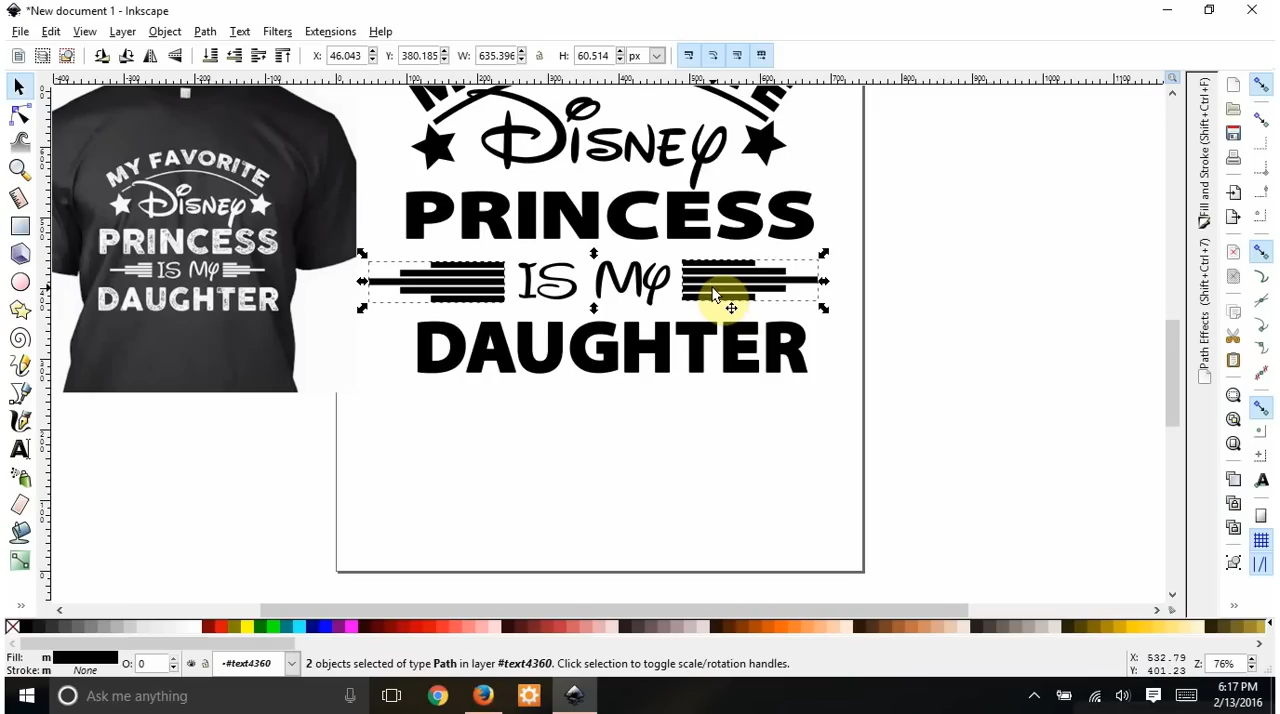 *New document 1 - Inkscape
File Edit View Layer Object Path Text Filters Extensions Help
X: 46.043 Y: 380.185 W: 635.396 H: 60.514 px
MY FAVORITE
Disney
PRINCESS
IS MY
DAUGHTER
Disney
PRINCESS
IS MY
DAUGHTER
Fill and Stroke (Shift+Ctrl+F)
Path Effects (Shift+Ctrl+7)
Fill: m
Stroke: m None
O: 0
#text4360
2 objects selected of type Path in layer #text4360. Click selection to toggle scale/rotation handles.
X: 532.79
Y: 401.23
Z: 76%
Ask me anything
6:17 PM
2/13/2016